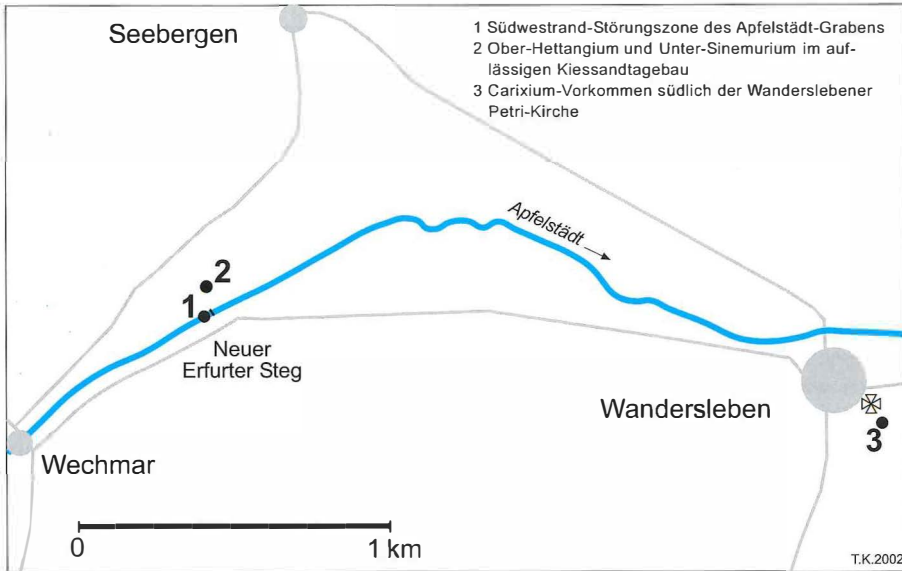 Seebergen
1 Südwestrand-Störungszone des Apfelstädt-Grabens
2 Ober-Hettangium und Unter-Sinemurium im auf-
lässigen Kiessandtagebau
3 Carixium-Vorkommen südlich der Wanderslebener
Petri-Kirche
Apfelstädt
2
1
Neuer
Erfurter Steg
Wandersleben
3
Wechmar
0
1 km
T.K.2002